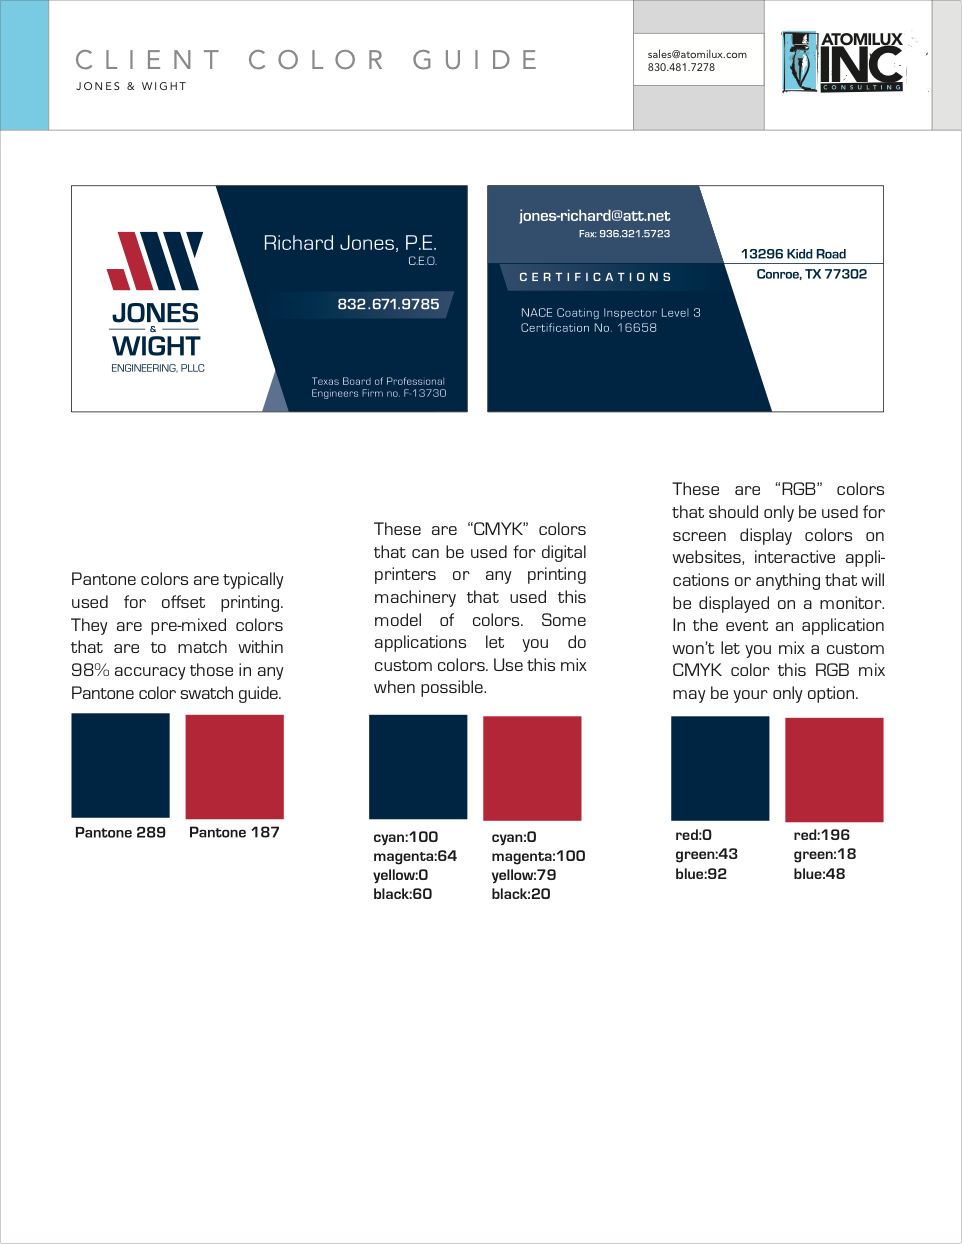 CLIENT COLOR GUIDE
JONES & WIGHT
sales@atomilux.com
830.481.7278
ATOMILUX
INC
CONSULTING
JONES
&
WIGHT
ENGINEERING, PLLC
Richard Jones, P.E.
C.E.O.
832.671.9785
Texas Board of Professional
Engineers Firm no. F-13730
jones-richard@att.net
Fax: 936.321.5723
CERTIFICATIONS
NACE Coating Inspector Level 3
Certification No. 16658
13296 Kidd Road
Conroe, TX 77302
Pantone colors are typically
used for offset printing.
They are pre-mixed colors
that are to match within
98% accuracy those in any
Pantone color swatch guide.
Pantone 289
Pantone 187
These are “CMYK” colors
that can be used for digital
printers or any printing
machinery that used this
model of colors. Some
applications let you do
custom colors. Use this mix
when possible.
cyan:100
magenta:64
yellow:0
black:60
cyan:0
magenta:100
yellow:79
black:20
These are “RGB” colors
that should only be used for
screen display colors on
websites, interactive appli-
cations or anything that will
be displayed on a monitor.
In the event an application
won’t let you mix a custom
CMYK color this RGB mix
may be your only option.
red:0
green:43
blue:92
red:196
green:18
blue:48